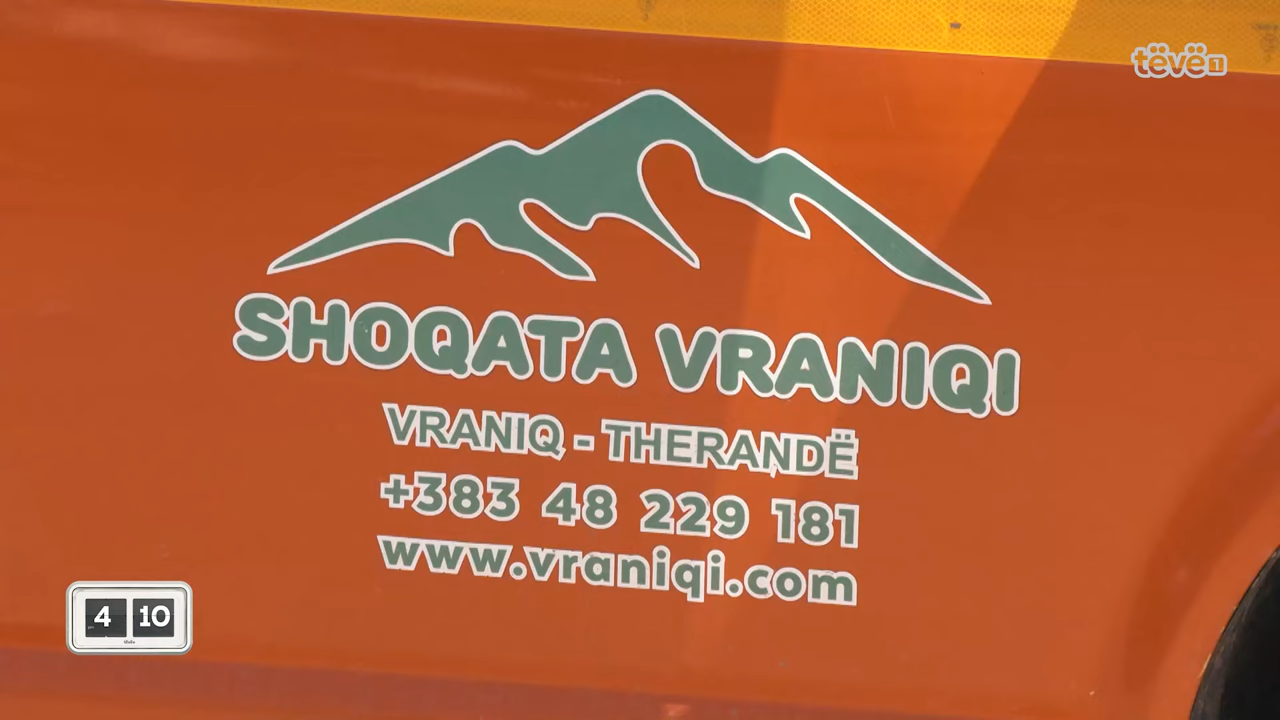 tëvë1
SHOQATA VRANIQI
VRANIQ - THERANDË
+383 48 229 181
www.vraniqi.com
4 10